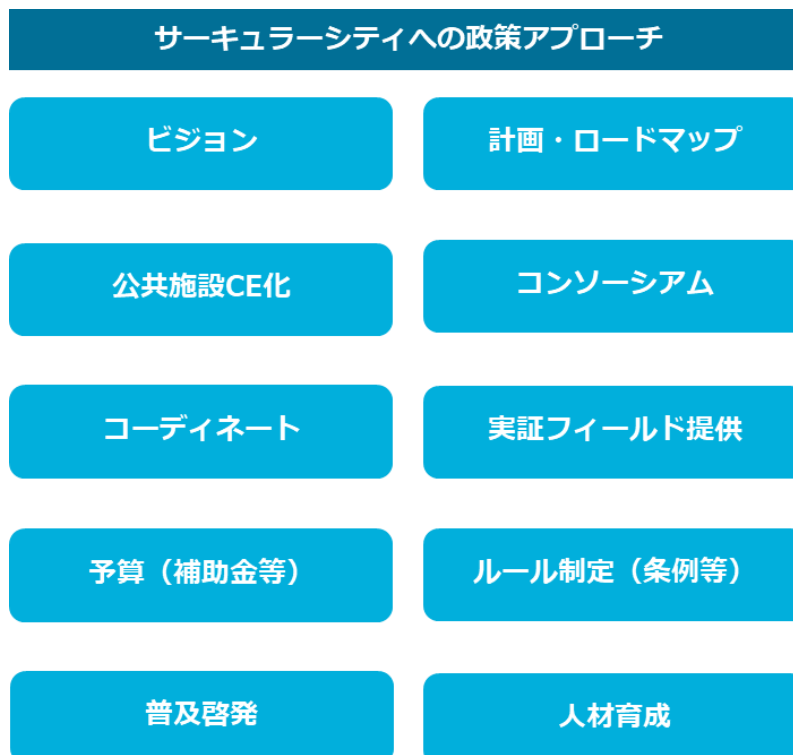 サーキュラーシティへの政策アプローチ
ビジョン
計画・ロードマップ
公共施設CE化
コンソーシアム
コーディネート
実証フィールド提供
予算（補助金等）
ルール制定（条例等）
普及啓発
人材育成